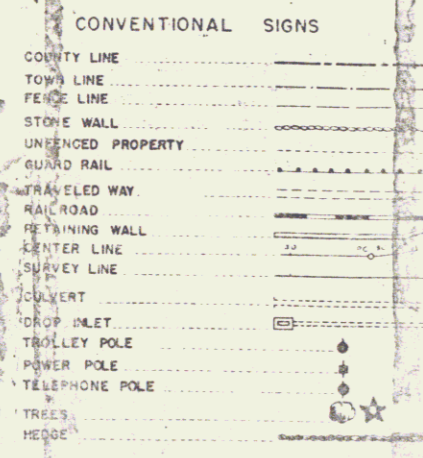 CONVENTIONAL SIGNS
COUNTY LINE
TOWN LINE
FENCE LINE
STONE WALL
UNFENCED PROPERTY
GUARD RAIL
TRAVELED WAY
RAILROAD
RETAINING WALL
CENTER LINE
SURVEY LINE
CULVERT
DROP INLET
TROLLEY POLE
POWER POLE
TELEPHONE POLE
TREES
HEDGE